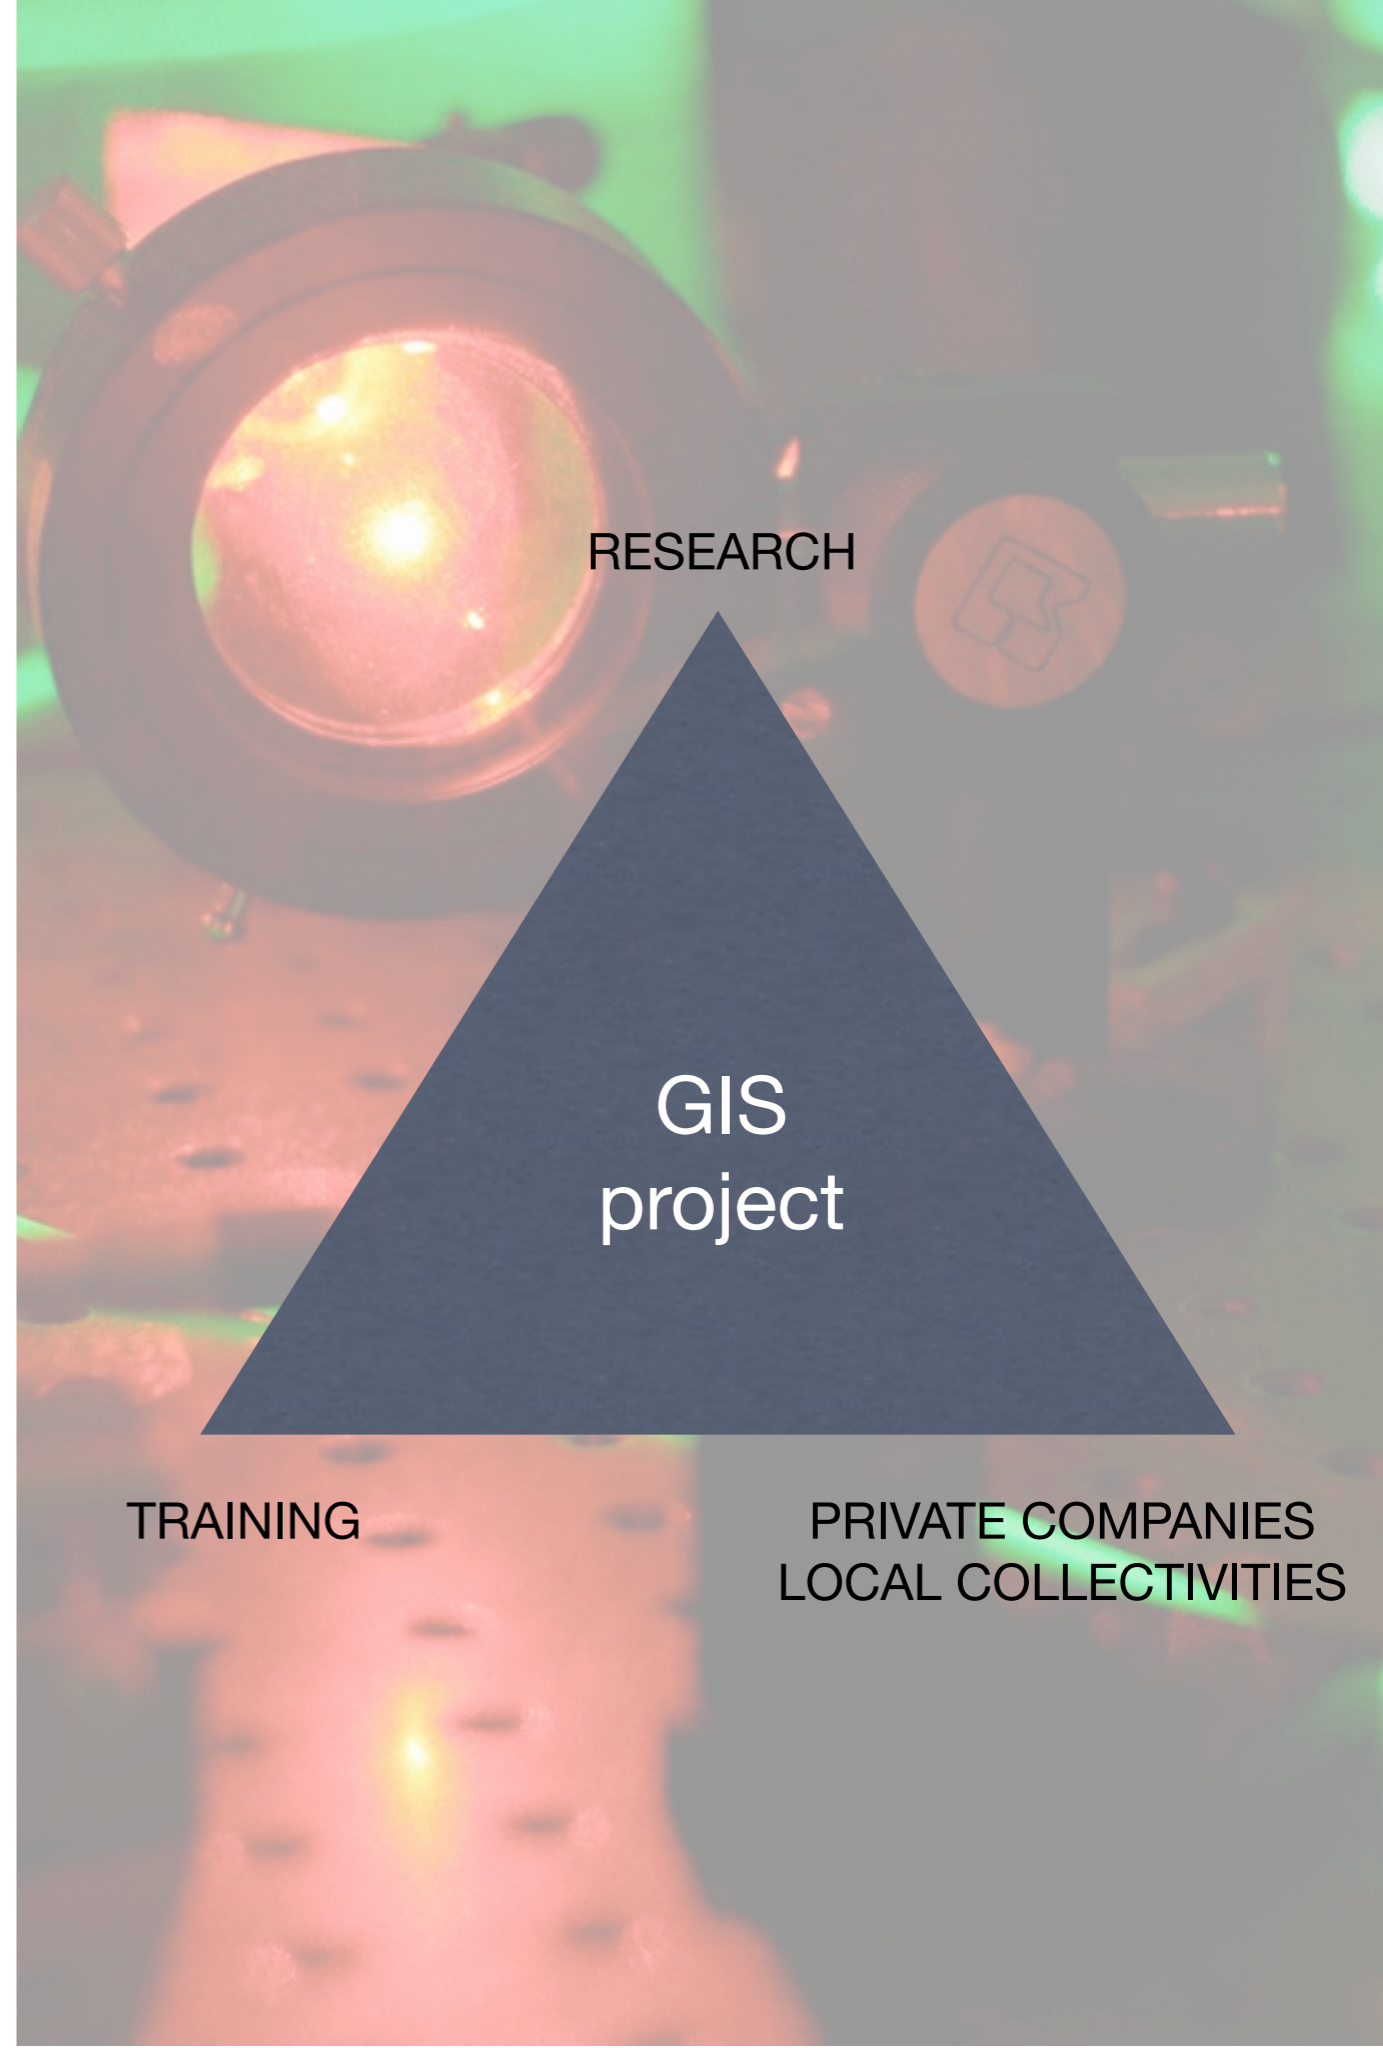 RESEARCH
GIS
project
TRAINING
PRIVATE COMPANIES
LOCAL COLLECTIVITIES